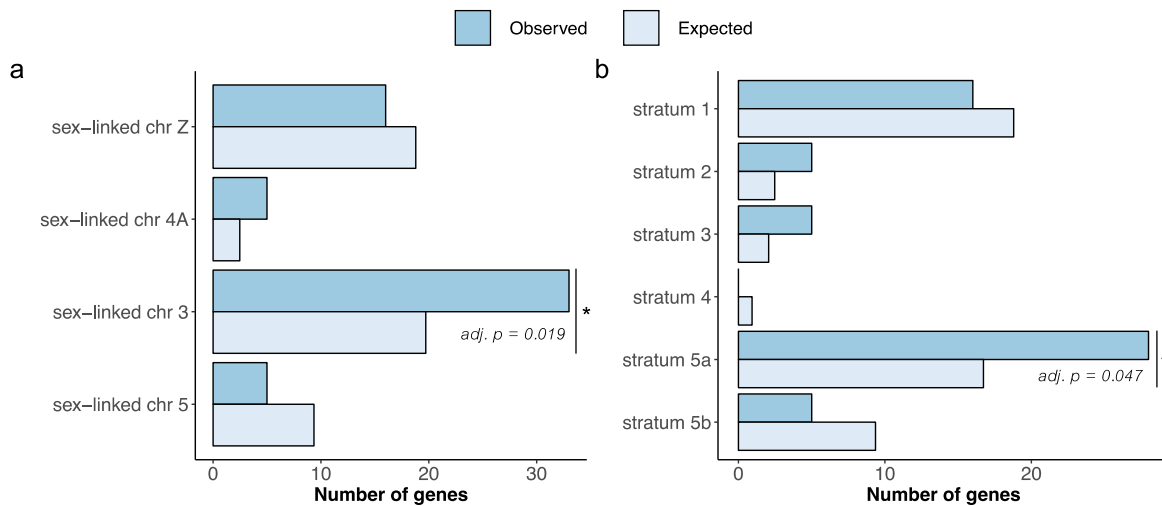 Observed Expected
a
sex−linked chr Z
sex−linked chr 4A
sex−linked chr 3
sex−linked chr 5
adj. p = 0.019
*
0 10 20 30
Number of genes
b
stratum 1
stratum 2
stratum 3
stratum 4
stratum 5a
stratum 5b
adj. p = 0.047
0 10 20
Number of genes